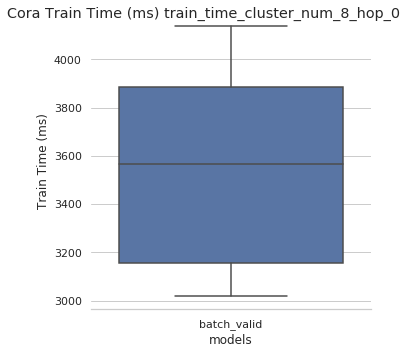 Cora Train Time (ms) train_time_cluster_num_8_hop_0
4000
3800
3600
3400
3200
3000
Train Time (ms)
batch_valid
models